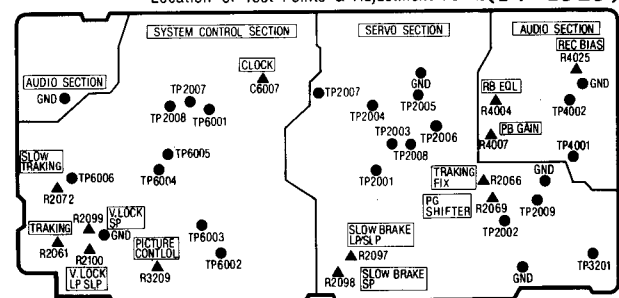 Location of Test Points & Adjustment
SYSTEM CONTROL SECTION
SERVO SECTION
AUDIO SECTION
REC BIAS
R4025
CLOCK
C6007
AUDIO SECTION
GND
TP2007
TP2008
TP6001
TP2007
GND
TP2005
TP2004
RB EQL
R4004
GND
TP4002
TP2003
TP2006
TP2008
R4007
PB GAIN
SLOW
TRAKING
TP6006
R2072
TP6005
TP6004
TP2001
TRAKING
FIX
R2066
GND
TP4001
TRAKING
R2061
R2099
V.LOCK
SP
GND
R2100
V.LOCK
LP SLP
PICTURE
CONTLOL
R3209
TP6003
TP6002
SLOW BRAKE
LP/SLP
R2097
R2098
SLOW BRAKE
SP
PG
SHIFTER
R2069
TP2002
TP2009
GND
TP3201